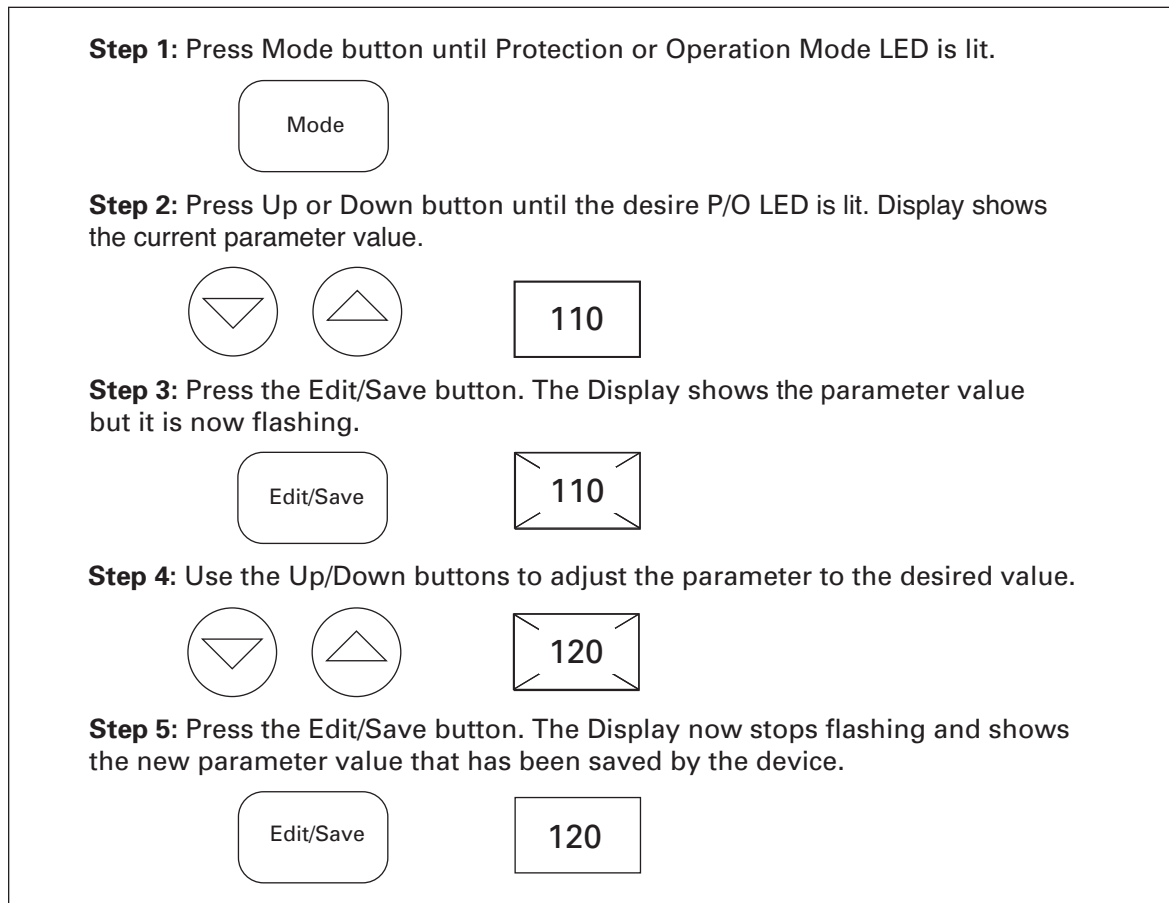 Step 1: Press Mode button until Protection or Operation Mode LED is lit.
Mode
Step 2: Press Up or Down button until the desire P/O LED is lit. Display shows
the current parameter value.
110
Step 3: Press the Edit/Save button. The Display shows the parameter value
but it is now flashing.
Edit/Save
110
Step 4: Use the Up/Down buttons to adjust the parameter to the desired value.
120
Step 5: Press the Edit/Save button. The Display now stops flashing and shows
the new parameter value that has been saved by the device.
Edit/Save
120